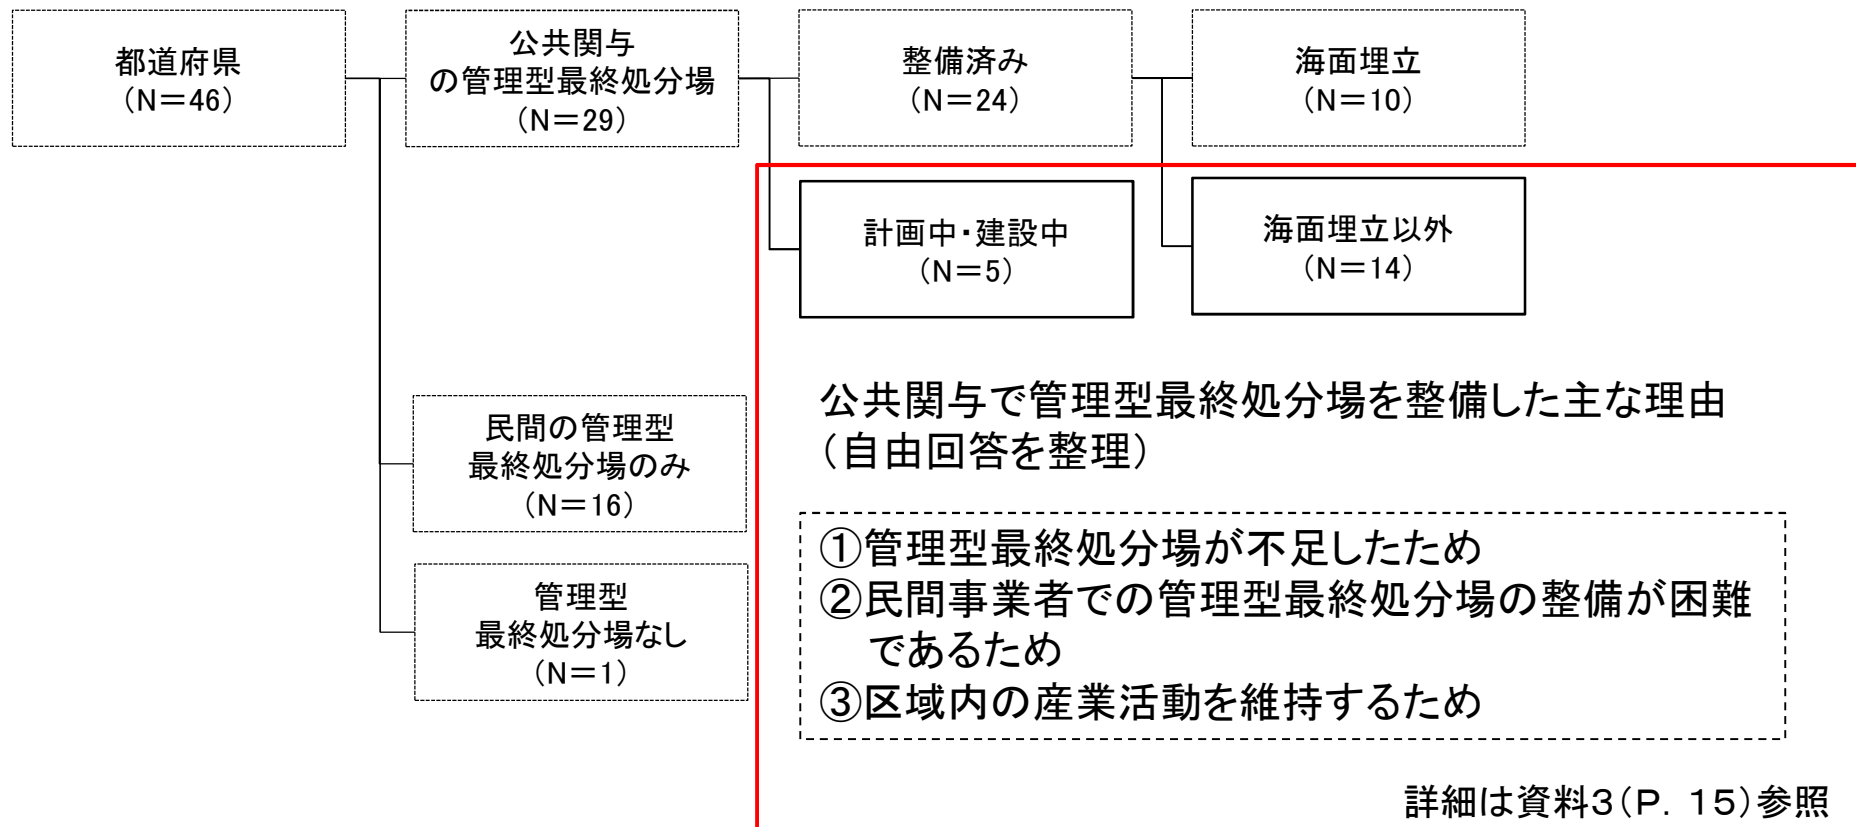 都道府県
（N＝46）
公共関与
の管理型最終処分場
（N＝29）
整備済み
（N＝24）
海面埋立
（N＝10）
計画中・建設中
（N＝5）
海面埋立以外
（N＝14）
民間の管理型
最終処分場のみ
（N＝16）
管理型
最終処分場なし
（N＝1）
公共関与で管理型最終処分場を整備した主な理由
（自由回答を整理）
①管理型最終処分場が不足したため
②民間事業者での管理型最終処分場の整備が困難
であるため
③区域内の産業活動を維持するため
詳細は資料3（P．15）参照